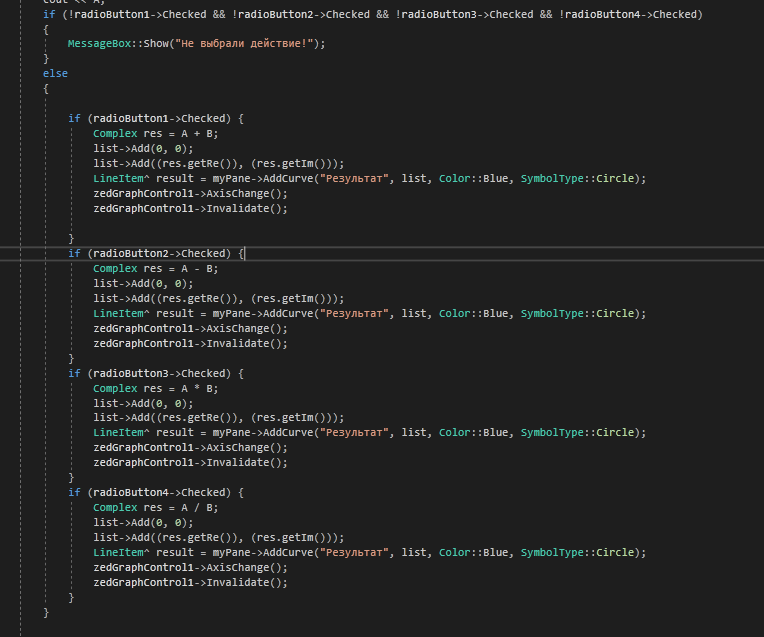 cout << A;
if (!radioButton1->Checked && !radioButton2->Checked && !radioButton3->Checked && !radioButton4->Checked)
{
MessageBox::Show("Не выбрали действие!");
}
else
{
if (radioButton1->Checked) {
Complex res = A + B;
list->Add(0, 0);
list->Add((res.getRe()), (res.getIm()));
LineItem^ result = myPane->AddCurve("Результат", list, Color::Blue, SymbolType::Circle);
zedGraphControl1->AxisChange();
zedGraphControl1->Invalidate();
}
if (radioButton2->Checked) {
Complex res = A - B;
list->Add(0, 0);
list->Add((res.getRe()), (res.getIm()));
LineItem^ result = myPane->AddCurve("Результат", list, Color::Blue, SymbolType::Circle);
zedGraphControl1->AxisChange();
zedGraphControl1->Invalidate();
}
if (radioButton3->Checked) {
Complex res = A * B;
list->Add(0, 0);
list->Add((res.getRe()), (res.getIm()));
LineItem^ result = myPane->AddCurve("Результат", list, Color::Blue, SymbolType::Circle);
zedGraphControl1->AxisChange();
zedGraphControl1->Invalidate();
}
if (radioButton4->Checked) {
Complex res = A / B;
list->Add(0, 0);
list->Add((res.getRe()), (res.getIm()));
LineItem^ result = myPane->AddCurve("Результат", list, Color::Blue, SymbolType::Circle);
zedGraphControl1->AxisChange();
zedGraphControl1->Invalidate();
}
}